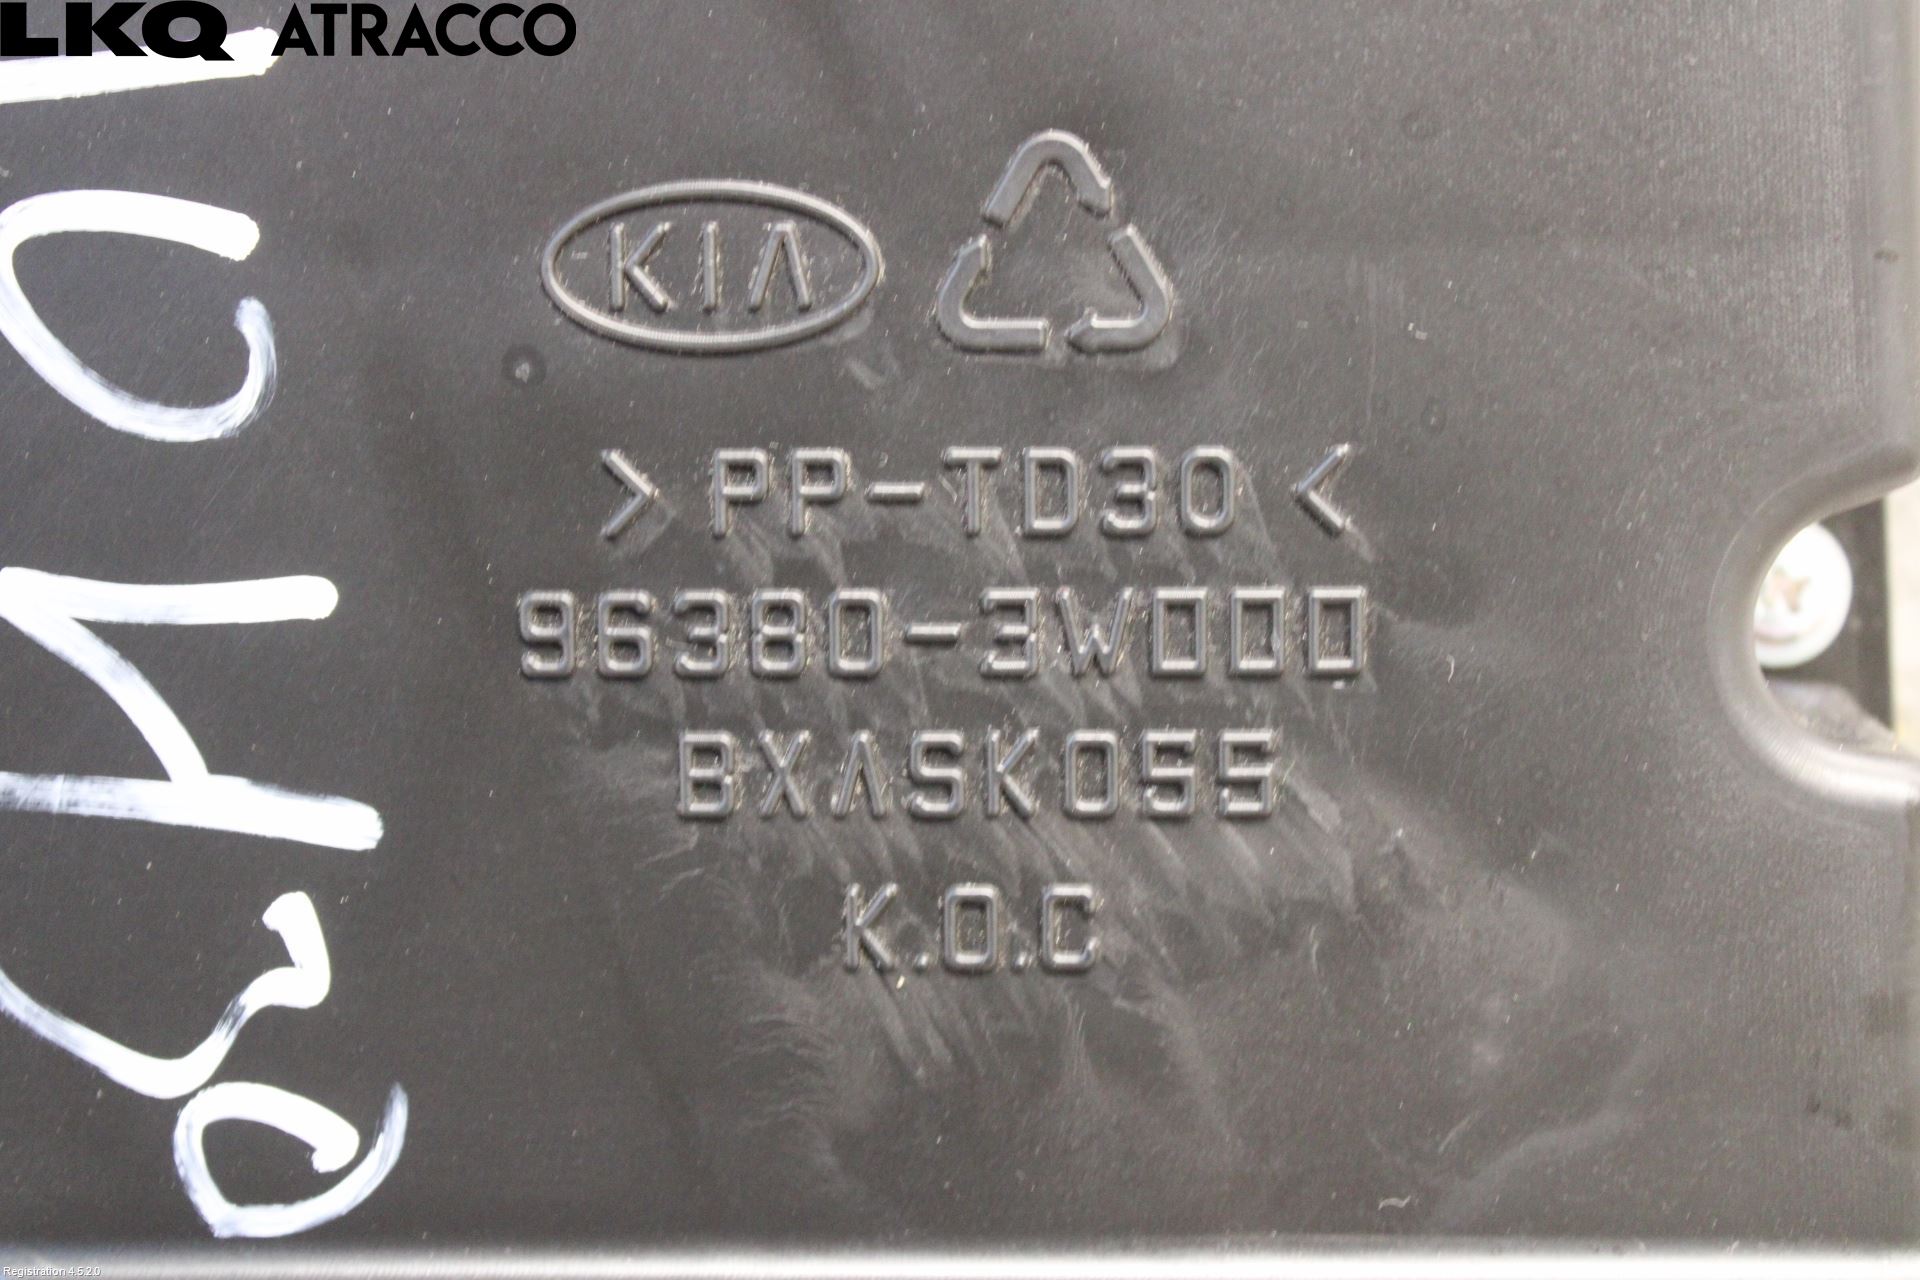 LKQ ATRACCO
KIA
> PP-TD30 <
96380-3W000
BXASK055
K.O.C
Registration 4.5.2.0